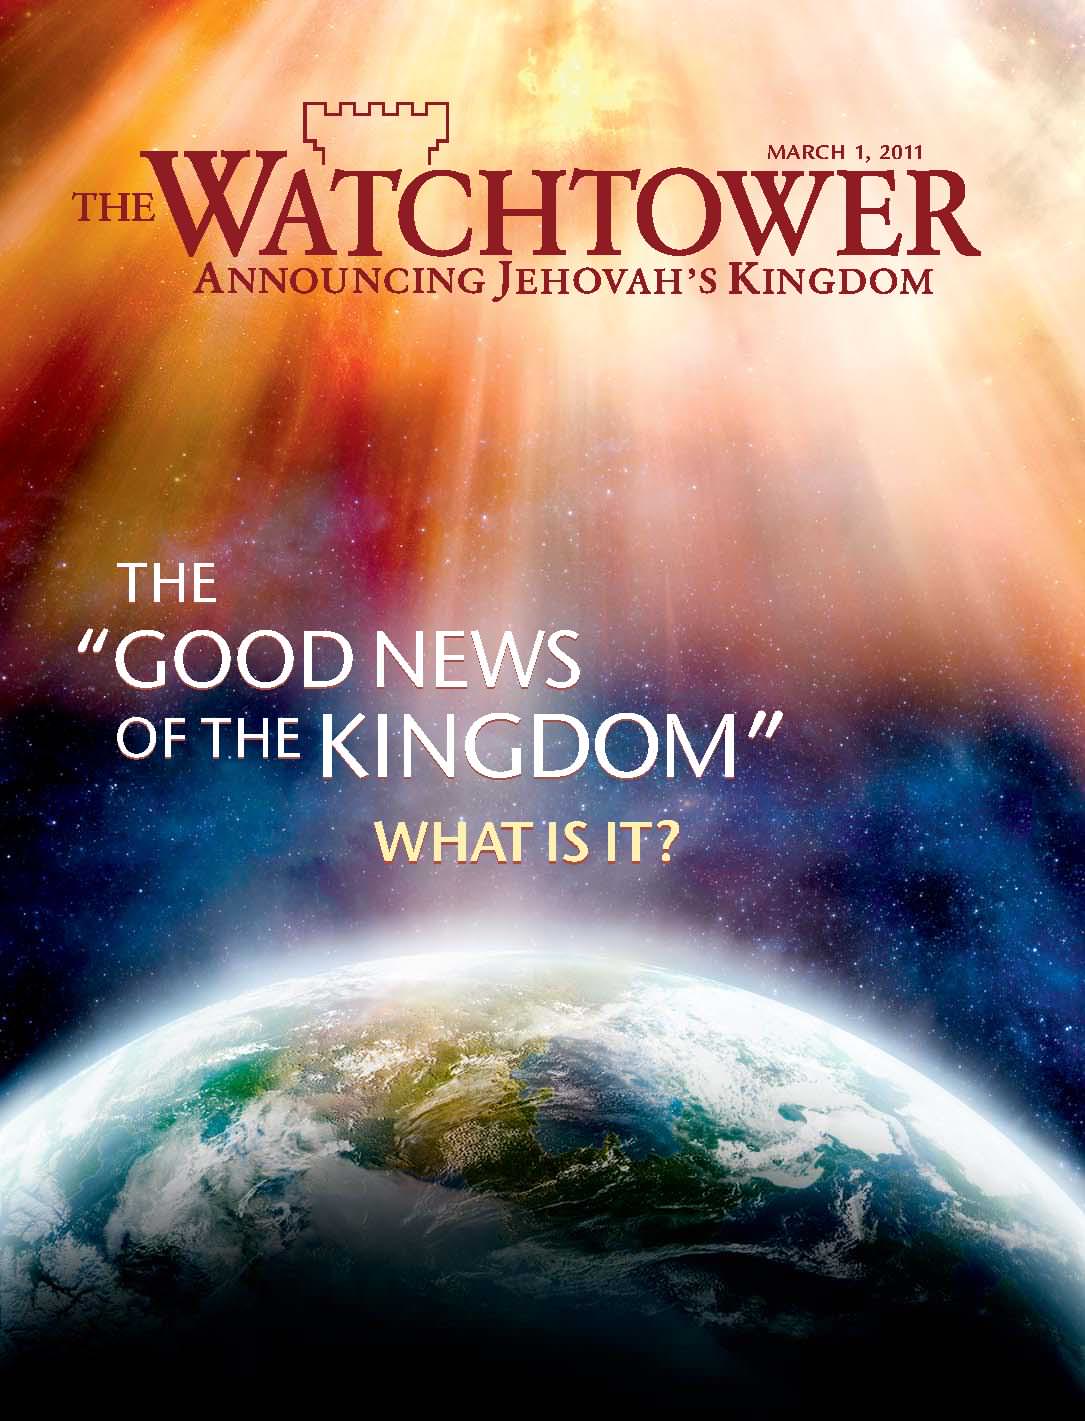 MARCH 1, 2011
THE WATCHTOWER
ANNOUNCING JEHOVAH'S KINGDOM
THE
"GOOD NEWS
OF THE KINGDOM"
WHAT IS IT?